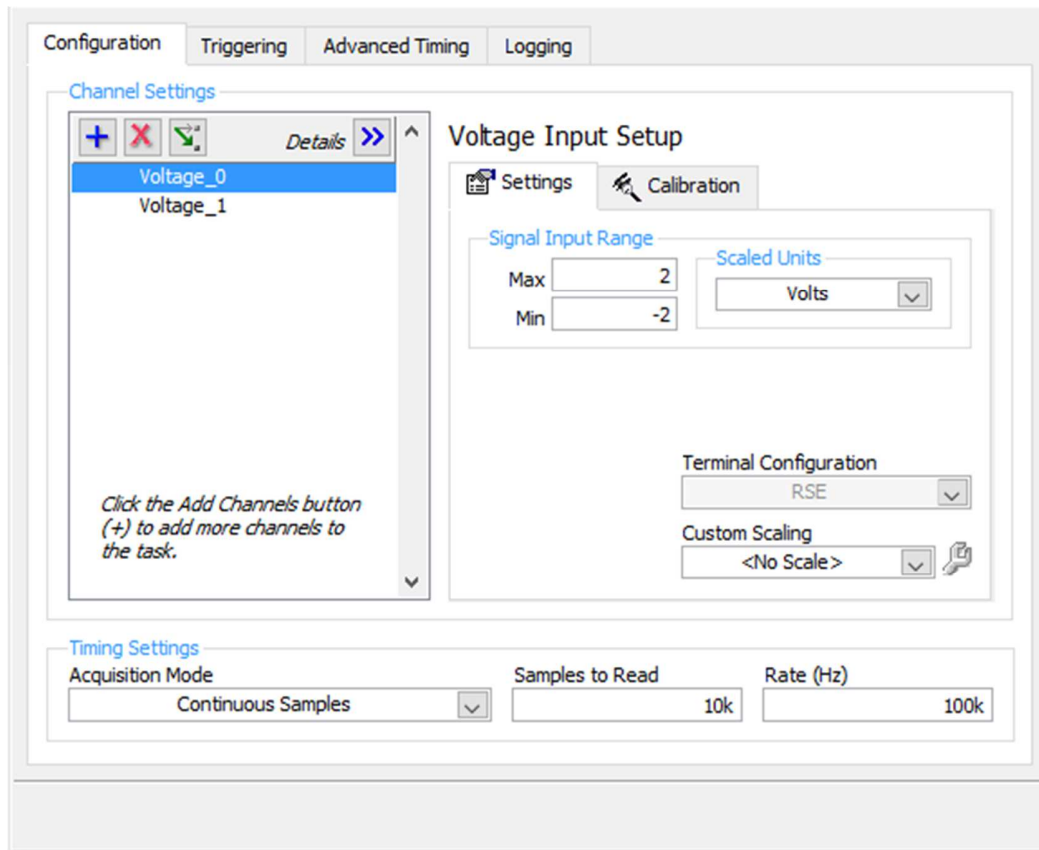 Configuration Triggering Advanced Timing Logging
Channel Settings
Details
Voltage_0
Voltage_1
Click the Add Channels button
(+) to add more channels to
the task.
Voltage Input Setup
Settings Calibration
Signal Input Range
Max 2
Min -2
Scaled Units
Volts
Terminal Configuration
RSE
Custom Scaling
<No Scale>
Timing Settings
Acquisition Mode Samples to Read Rate (Hz)
Continuous Samples 10k 100k